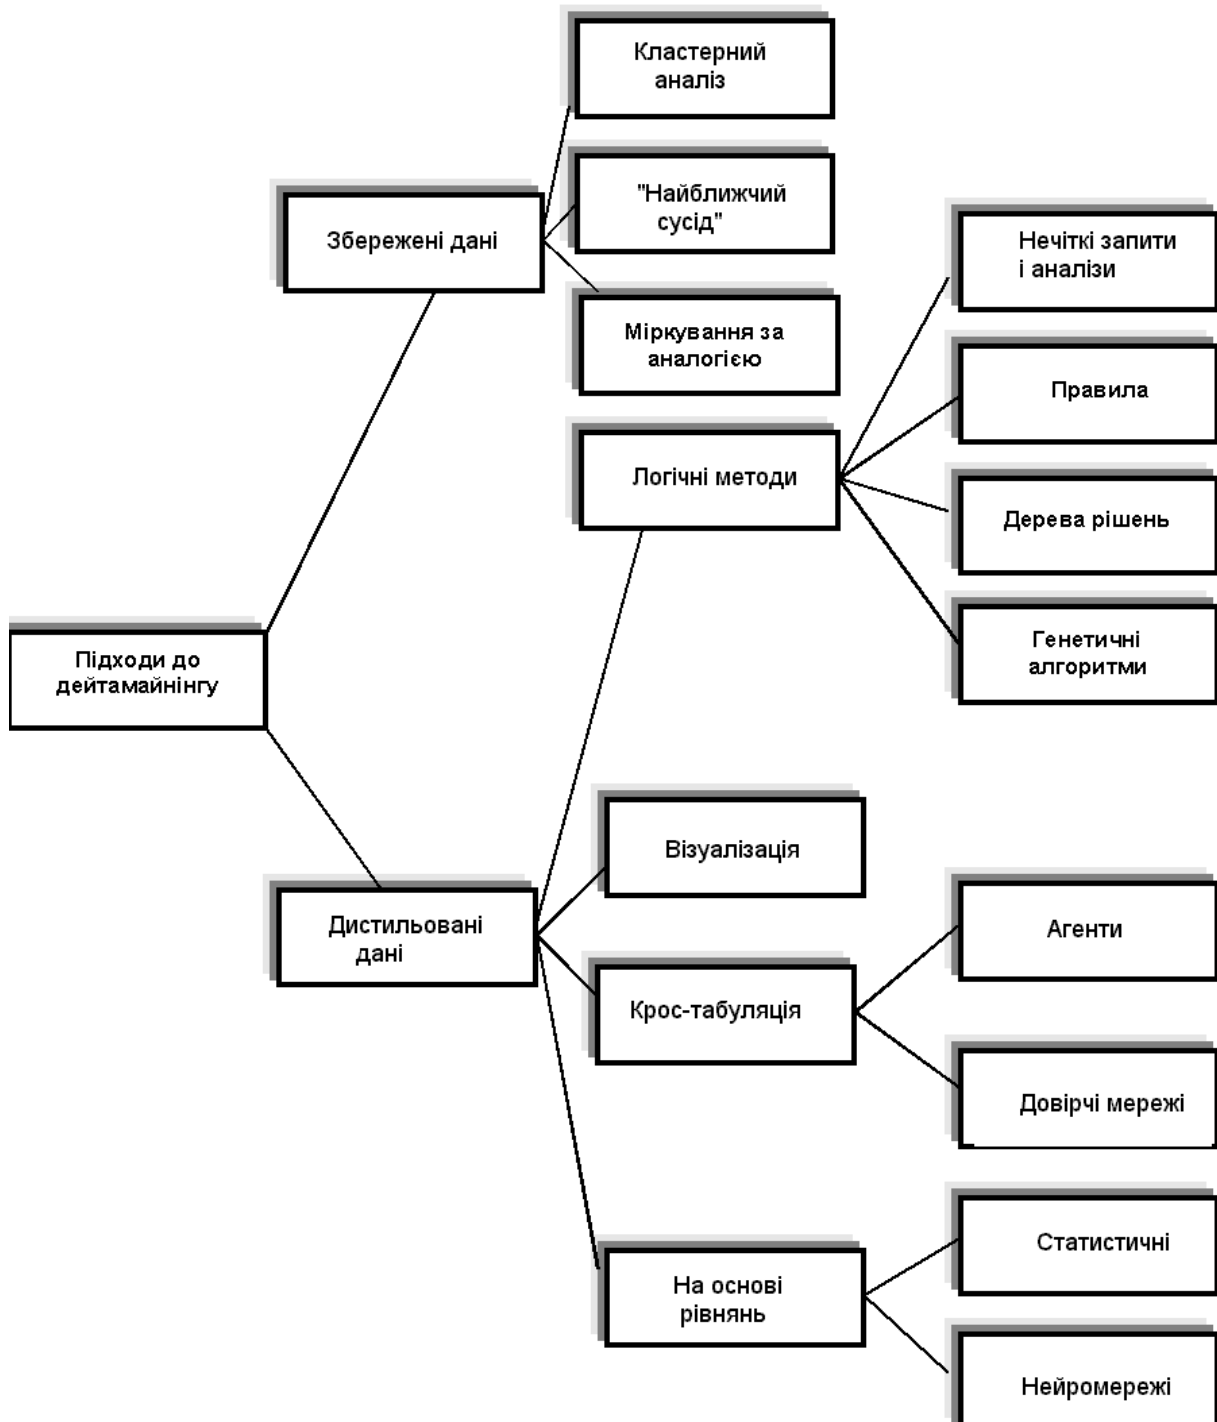 Кластерний
аналіз
"Найближчий
сусід"
Збережені дані
Нечіткі запити
і аналізи
Міркування за
аналогією
Правила
Логічні методи
Дерева рішень
Генетичні
алгоритми
Підходи до
дейтамайнінгу
Візуалізація
Дистильовані
дані
Агенти
Крос-табуляція
Довірчі мережі
Статистичні
На основі
рівнянь
Нейромережі